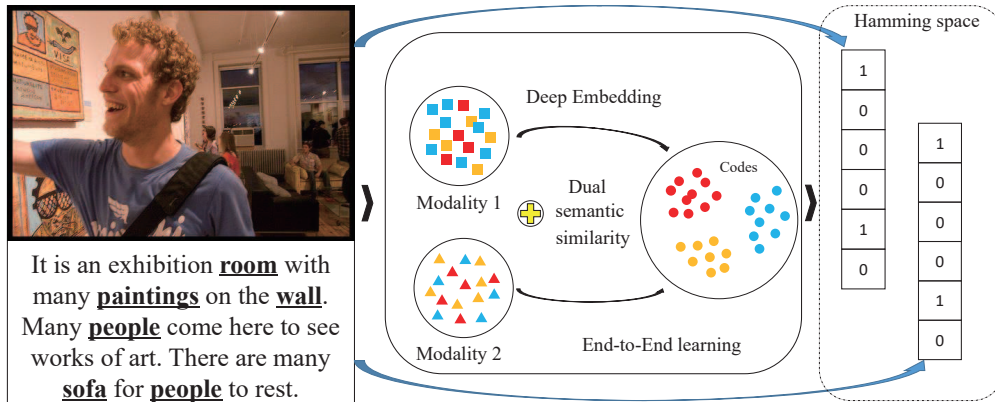 It is an exhibition room with
many paintings on the wall.
Many people come here to see
works of art. There are many
sofa for people to rest.
Deep Embedding
Modality 1
Dual
semantic
similarity
Codes
Modality 2
End-to-End learning
Hamming space
1
0
0
0
1
0
1
0
0
0
1
0